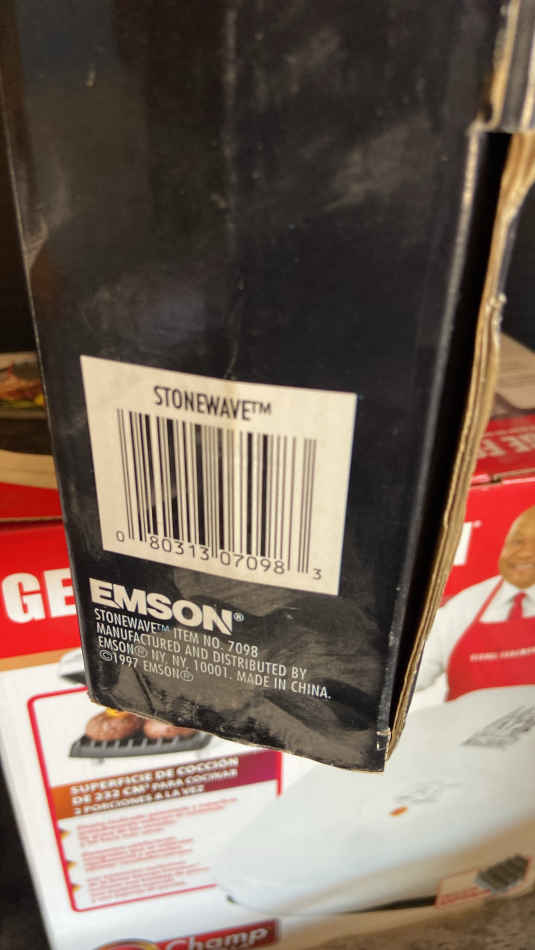 STONEWAVE™
0 80313 07098 3
EMSON®
STONEWAVE™ ITEM NO. 7098
MANUFACTURED AND DISTRIBUTED BY
EMSON® NY, NY, 10001. MADE IN CHINA.
©1997 EMSON®
GE
SUPERFICIE DE COCCIÓN
DE 232 CM² PARA COCINAR
2 PORCIONES A LA VEZ
Champ